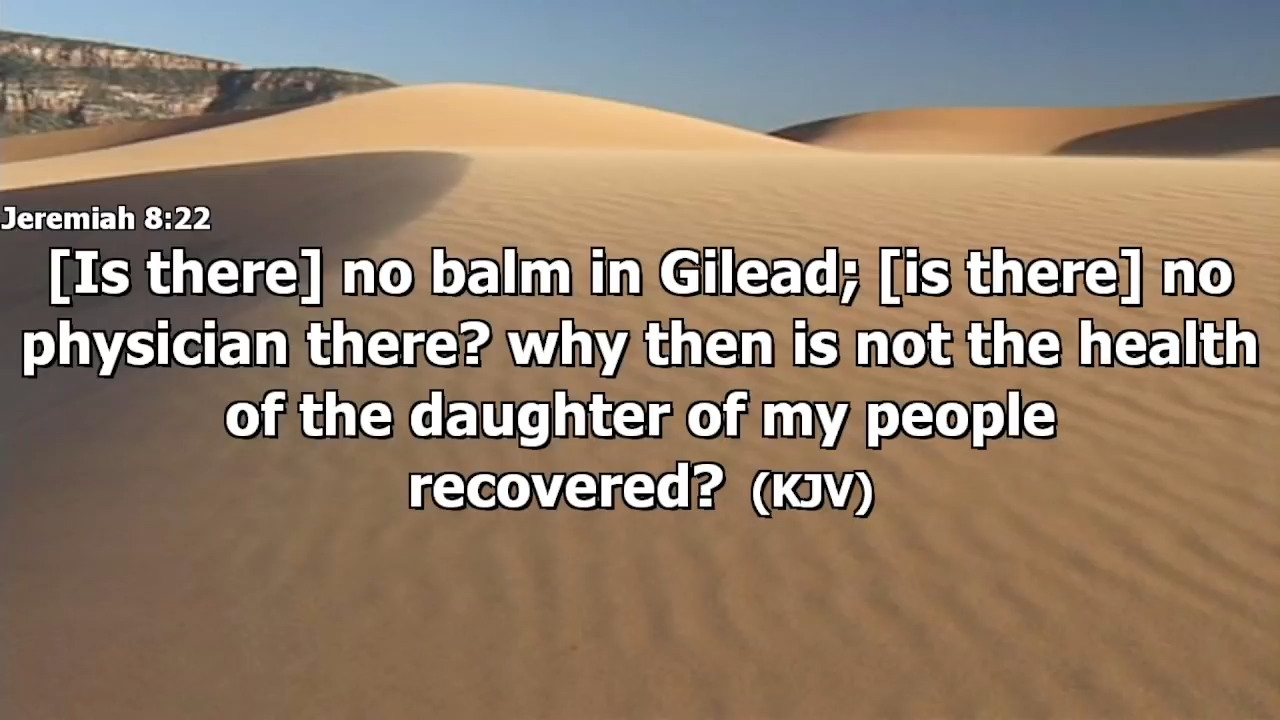 Jeremiah 8:22
[Is there] no balm in Gilead; [is there] no
physician there? why then is not the health
of the daughter of my people
recovered? (KJV)